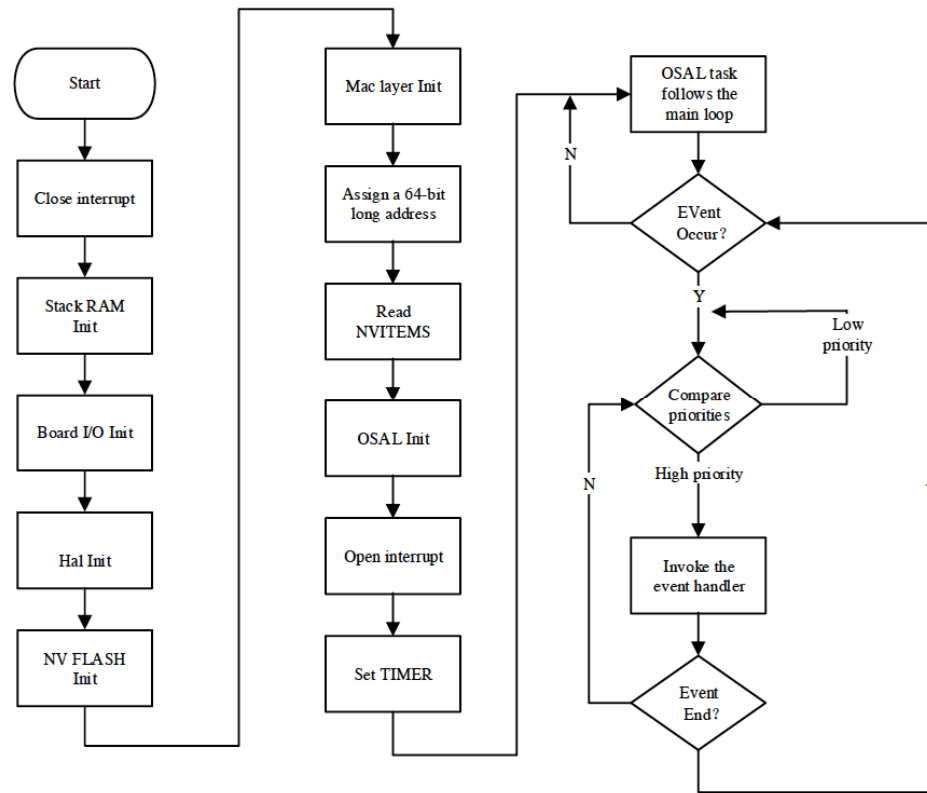 Start
Close interrupt
Stack RAM
Init
Board I/O Init
Hal Init
NV FLASH
Init
Mac layer Init
Assign a 64-bit
long address
Read
NVITEMS
OSAL Init
Open interrupt
Set TIMER
OSAL task
follows the
main loop
N
EVent
Occur?
Y
Low
priority
Compare
priorities
High priority
N
Invoke the
event handler
Event
End?